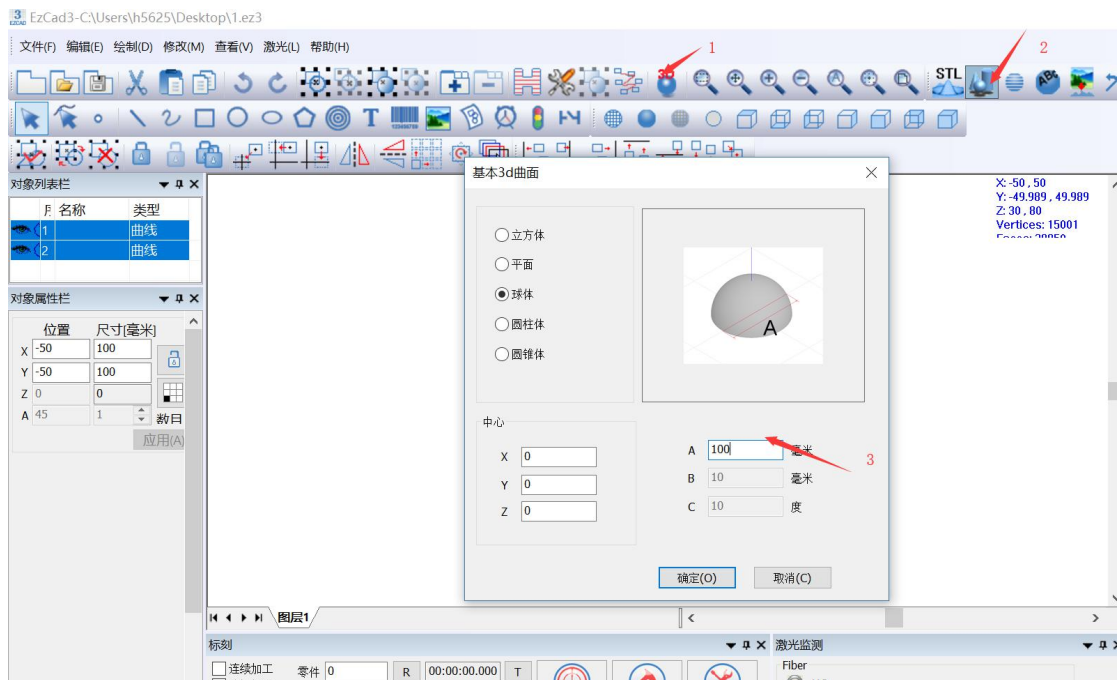 EzCad3-C:\Users\h5625\Desktop\1.ez3
文件(F) 编辑(E) 绘制(D) 修改(M) 查看(V) 激光(L) 帮助(H)
1
2
3D
STL
ABC
T
对象列表栏
名称 类型
1 曲线
2 曲线
对象属性栏
位置 尺寸[毫米]
X -50 100
Y -50 100
Z 0 0
A 45 1 数目
应用(A)
X: -50 , 50
Y: -49.989 , 49.989
Z: 30 , 80
Vertices: 15001
基本3d曲面
立方体
平面
球体
圆柱体
圆锥体
A
中心
X 0
Y 0
Z 0
A 100 毫米
B 10 毫米
C 10 度
3
确定(O) 取消(C)
图层1
标刻
连续加工 零件 0 R 00:00:00.000 T
激光监测
Fiber